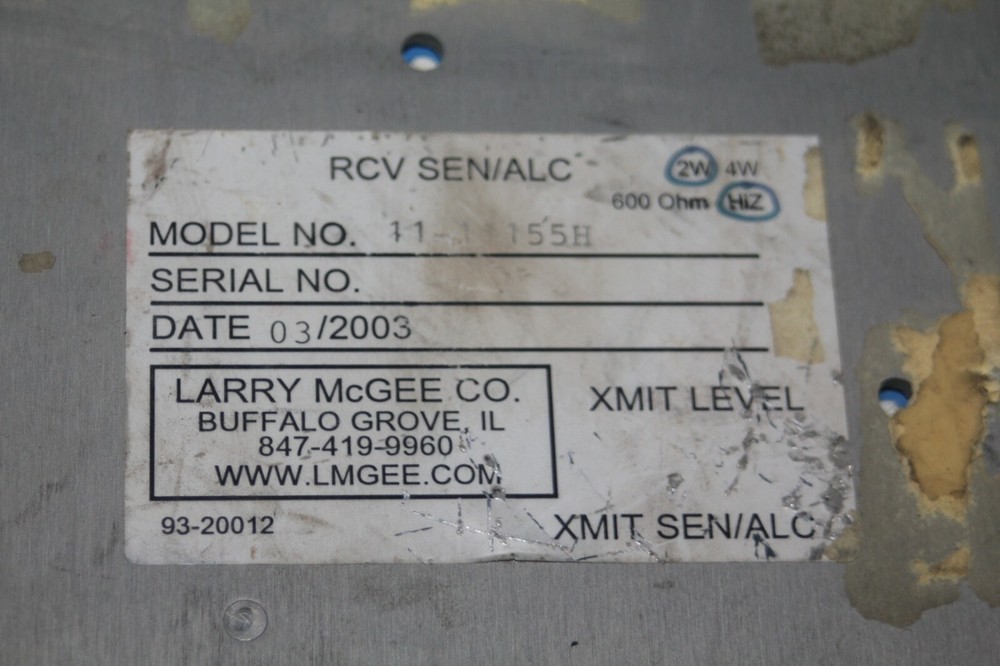 RCV SEN/ALC
2W 4W
600 Ohm HiZ
MODEL NO. 155H
SERIAL NO.
DATE 03/2003
LARRY McGEE CO.
BUFFALO GROVE, IL
847-419-9960
WWW.LMGEE.COM
XMIT LEVEL
93-20012
XMIT SEN/ALC